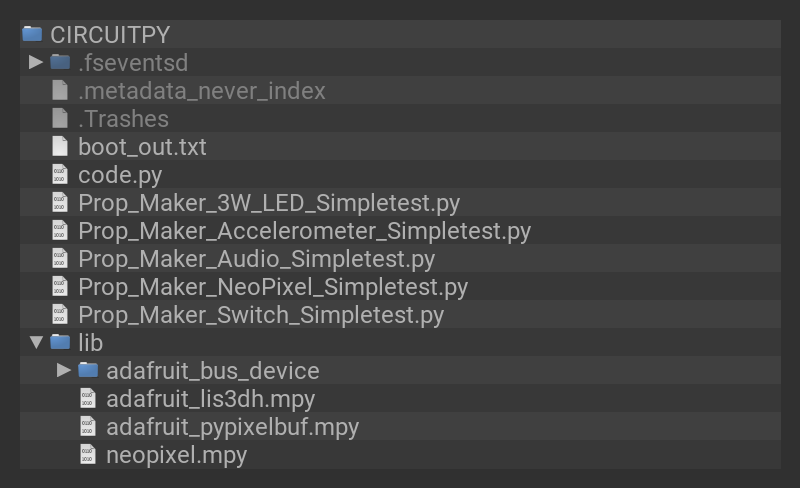 CIRCUITPY
.fseventsd
.metadata_never_index
.Trashes
boot_out.txt
code.py
Prop_Maker_3W_LED_Simpletest.py
Prop_Maker_Accelerometer_Simpletest.py
Prop_Maker_Audio_Simpletest.py
Prop_Maker_NeoPixel_Simpletest.py
Prop_Maker_Switch_Simpletest.py
lib
adafruit_bus_device
adafruit_lis3dh.mpy
adafruit_pypixelbuf.mpy
neopixel.mpy